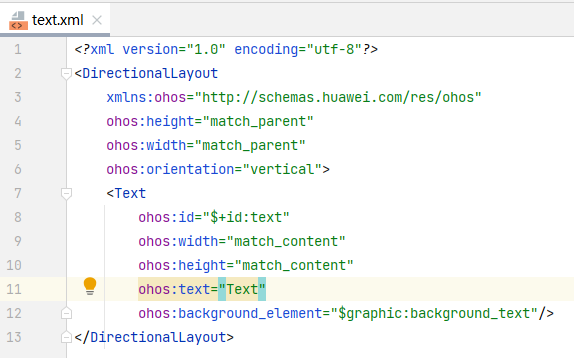 text.xml
1 <?xml version="1.0" encoding="utf-8"?>
2 <DirectionalLayout
3     xmlns:ohos="http://schemas.huawei.com/res/ohos"
4     ohos:height="match_parent"
5     ohos:width="match_parent"
6     ohos:orientation="vertical">
7     <Text
8         ohos:id="$+id:text"
9         ohos:width="match_content"
10         ohos:height="match_content"
11         ohos:text="Text"
12         ohos:background_element="$graphic:background_text"/>
13 </DirectionalLayout>